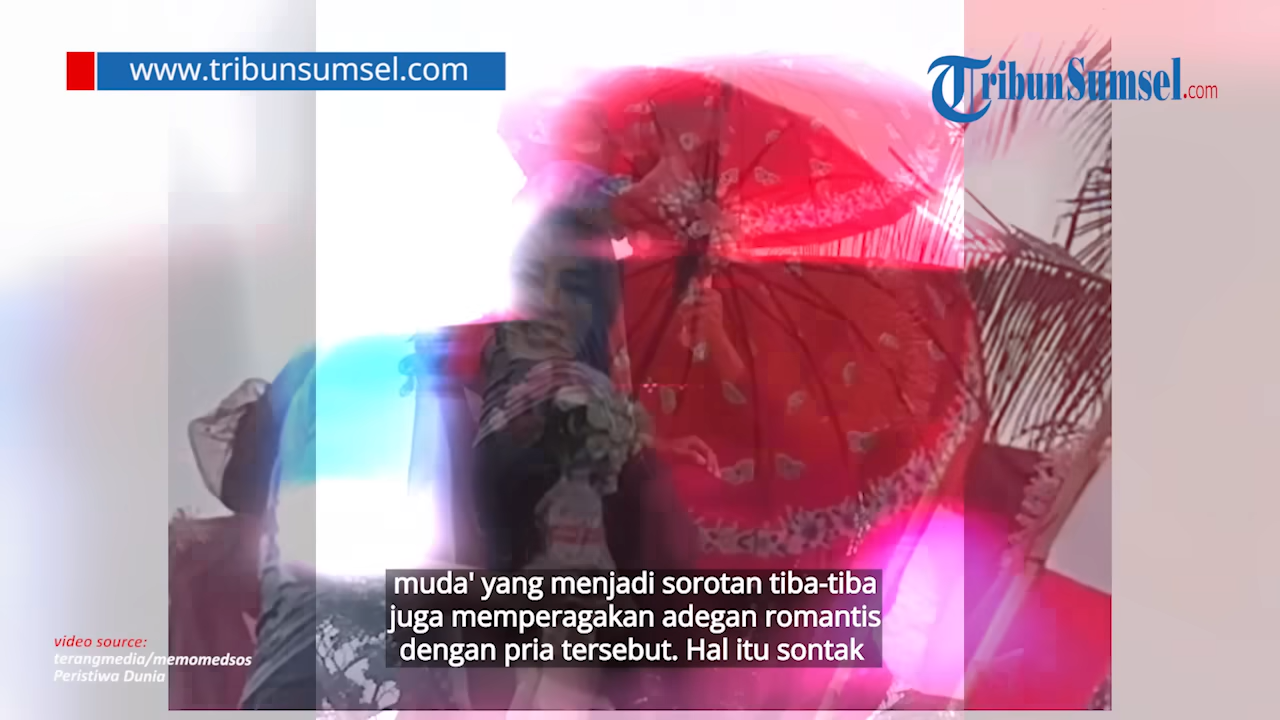 www.tribunsumsel.com
TribunSumsel.com
muda' yang menjadi sorotan tiba-tiba
juga memperagakan adegan romantis
dengan pria tersebut. Hal itu sontak
video source:
terangmedia/memomedsos
Peristiwa Dunia